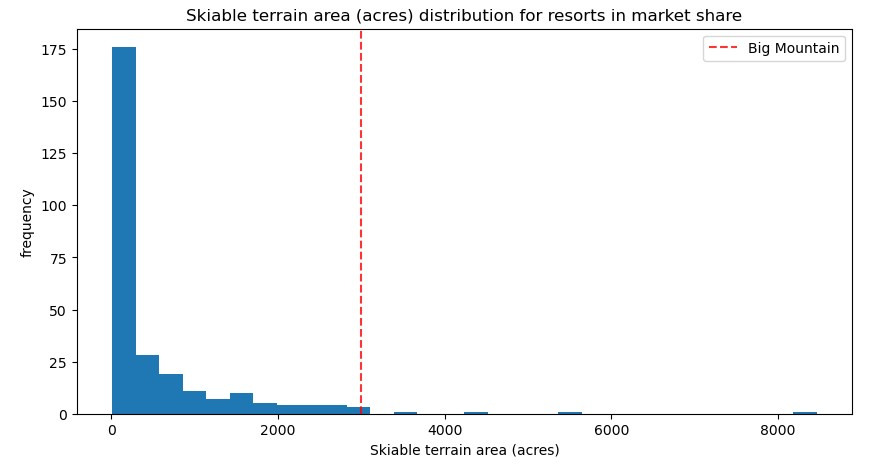 Skiable terrain area (acres) distribution for resorts in market share
Big Mountain
frequency
175
150
125
100
75
50
25
0
0 2000 4000 6000 8000
Skiable terrain area (acres)